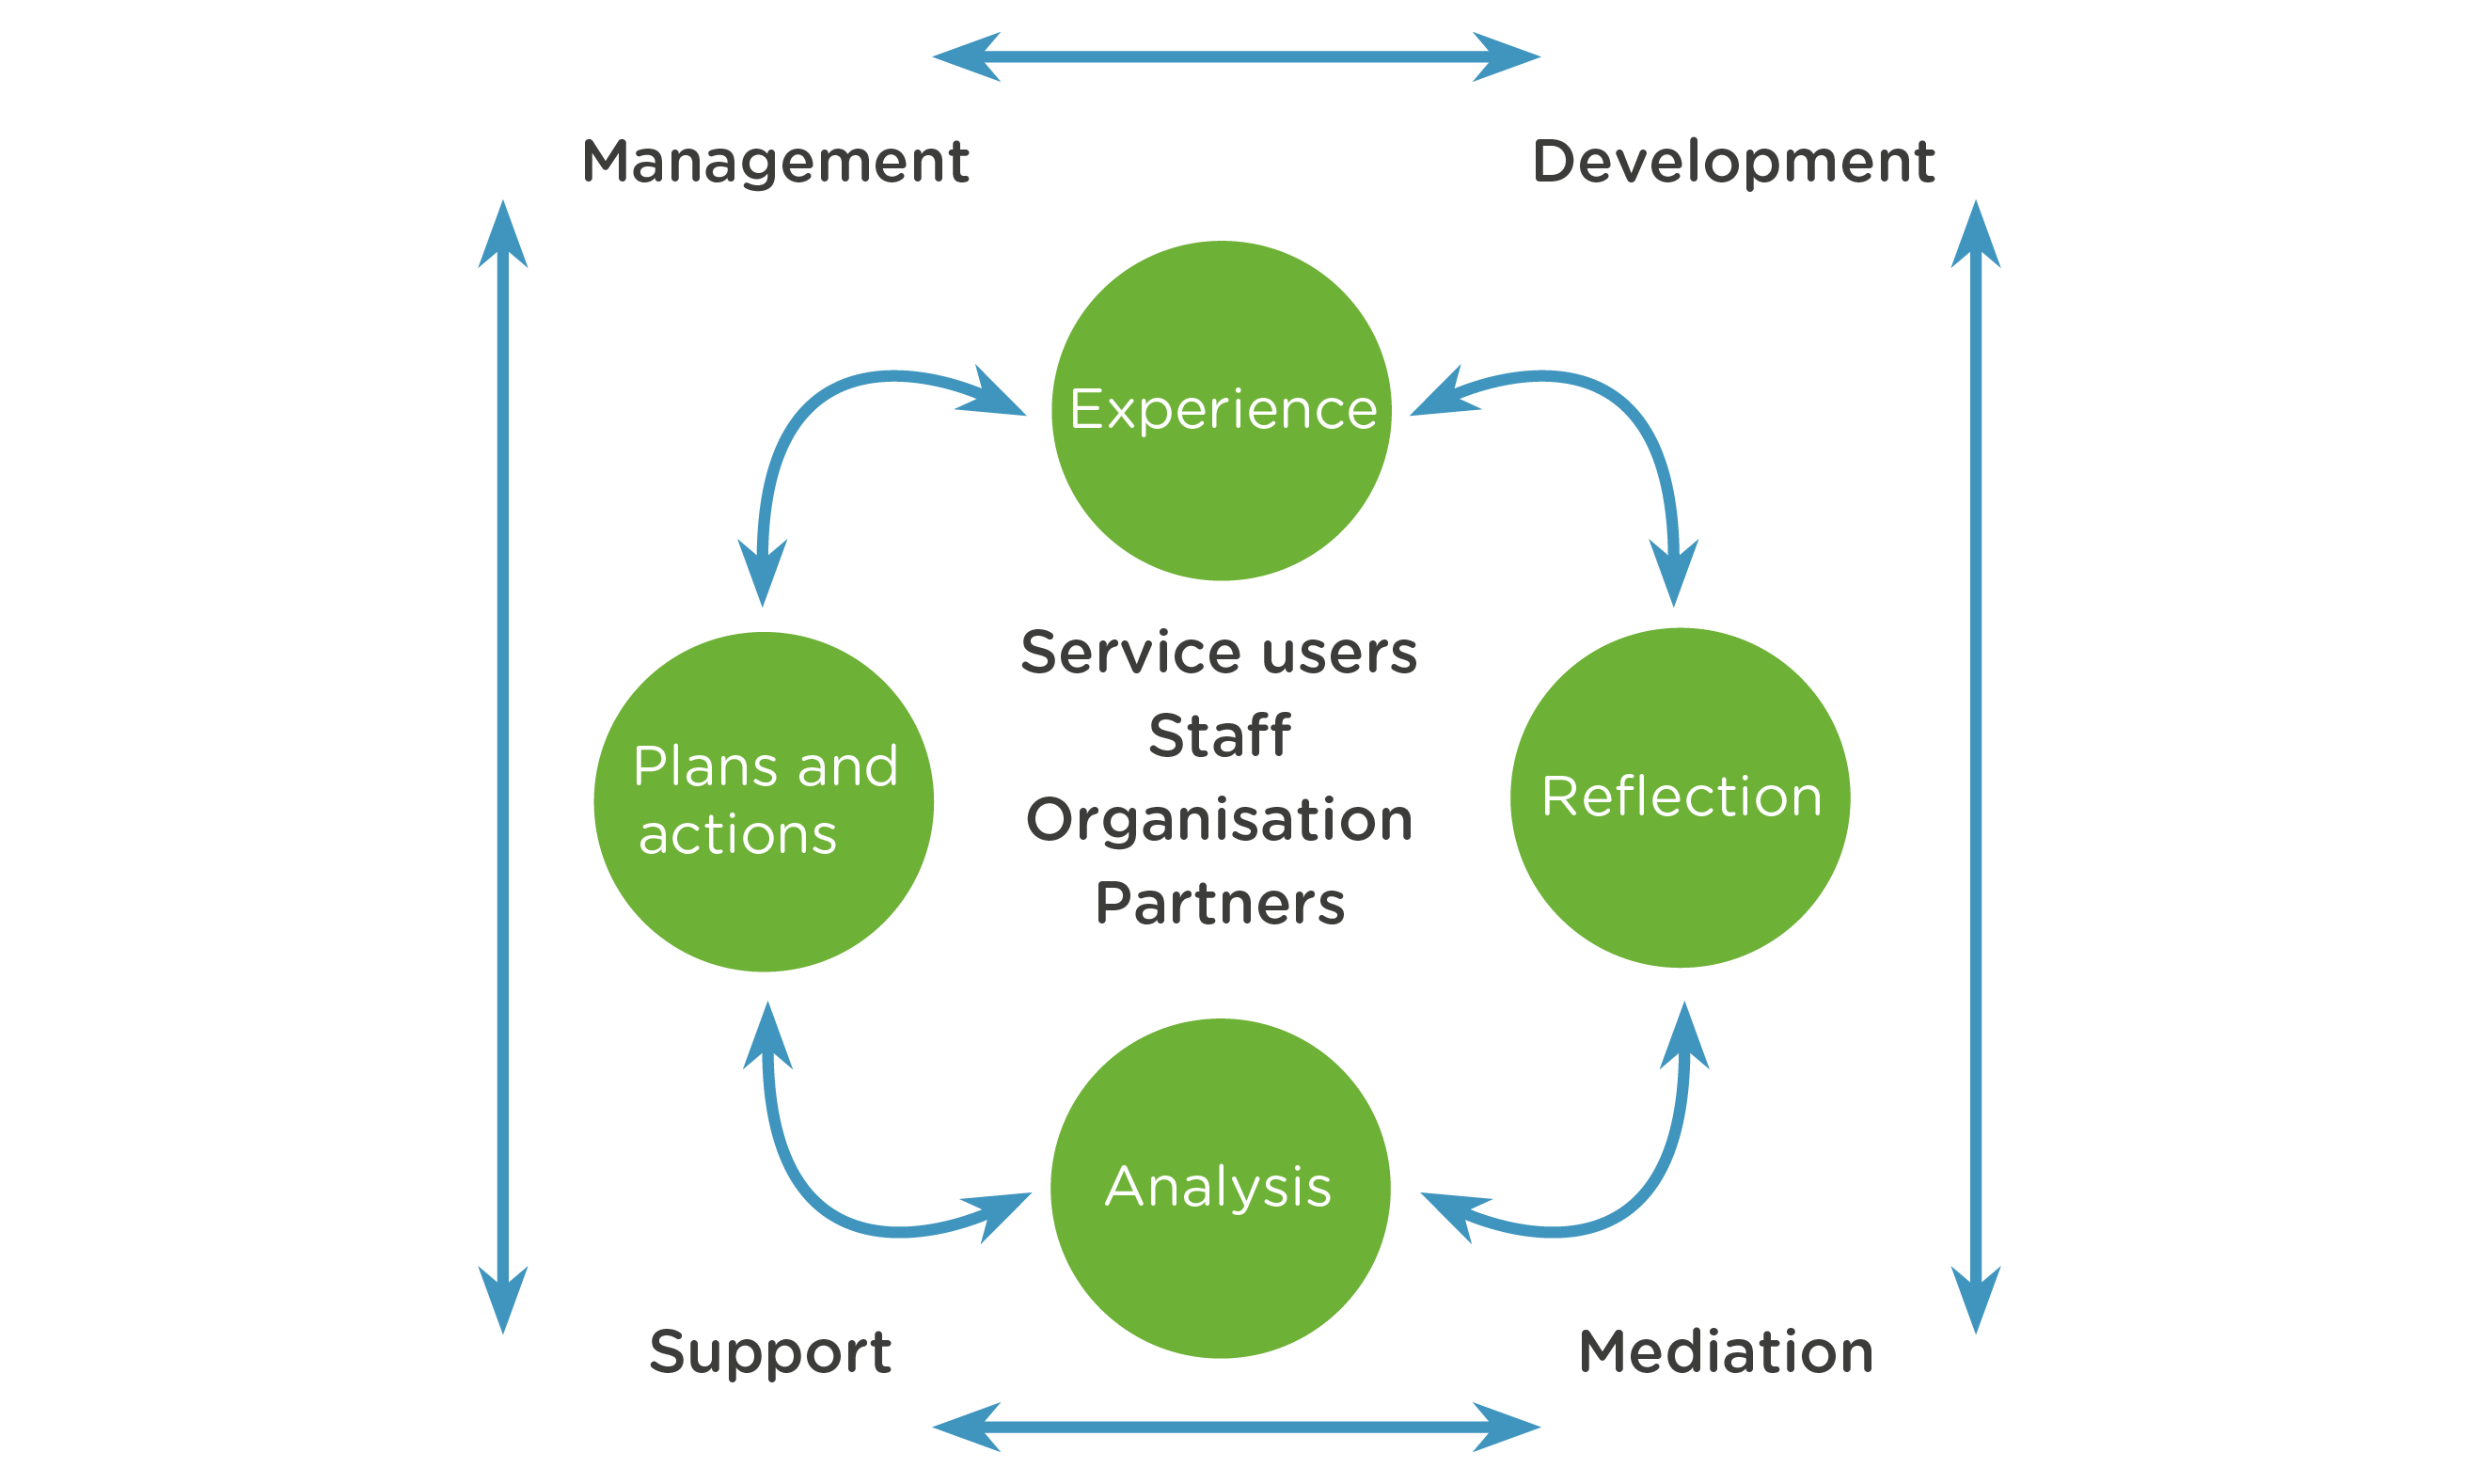 Management
Development
Experience
Service users
Staff
Organisation
Partners
Plans and
actions
Reflection
Analysis
Support
Mediation